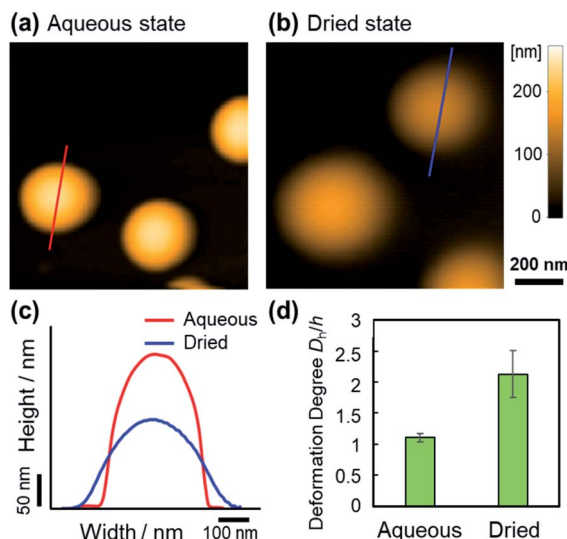 (a) Aqueous state
(b) Dried state
[nm]
200
100
0
200 nm
(c)
Aqueous
Dried
Height / nm
50 nm
Width / nm
100 nm
(d)
Deformation Degree Dₕ/h
3
2.5
2
1.5
1
0.5
0
Aqueous
Dried